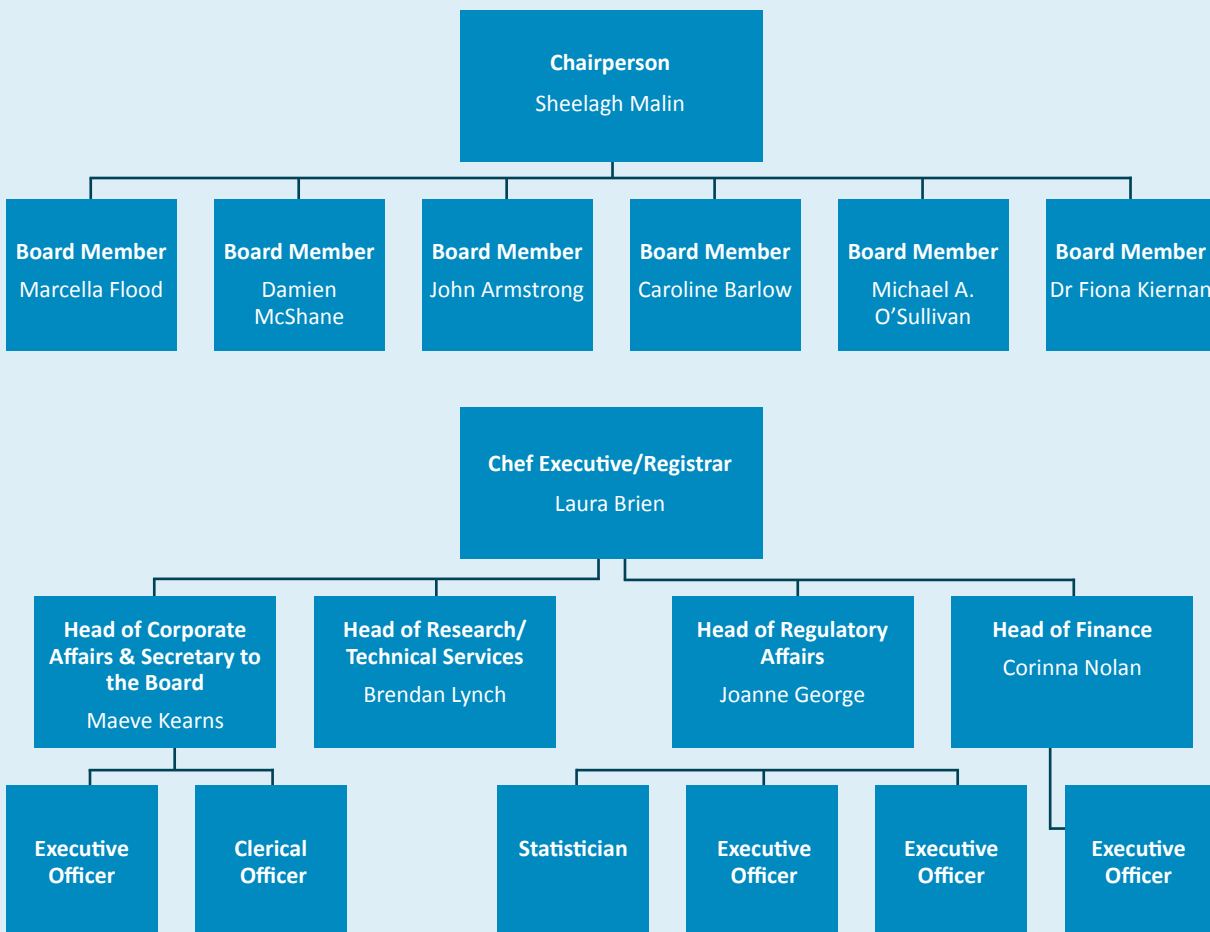 Chairperson
Sheelagh Malin
Board Member
Marcella Flood
Board Member
Damien
McShane
Board Member
John Armstrong
Board Member
Caroline Barlow
Board Member
Michael A.
O’Sullivan
Board Member
Dr Fiona Kiernan
Chef Executive/Registrar
Laura Brien
Head of Corporate
Affairs & Secretary to
the Board
Maeve Kearns
Head of Research/
Technical Services
Brendan Lynch
Head of Regulatory
Affairs
Joanne George
Head of Finance
Corinna Nolan
Executive
Officer
Clerical
Officer
Statistician
Executive
Officer
Executive
Officer
Executive
Officer